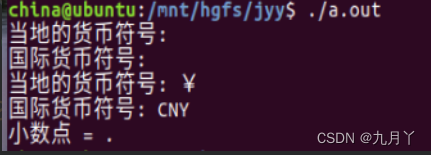 china@ubuntu:/mnt/hgfs/jyy$ ./a.out
当地的货币符号:
国际货币符号:
当地的货币符号: ￥
国际货币符号: CNY
小数点 = .
CSDN @九月丫